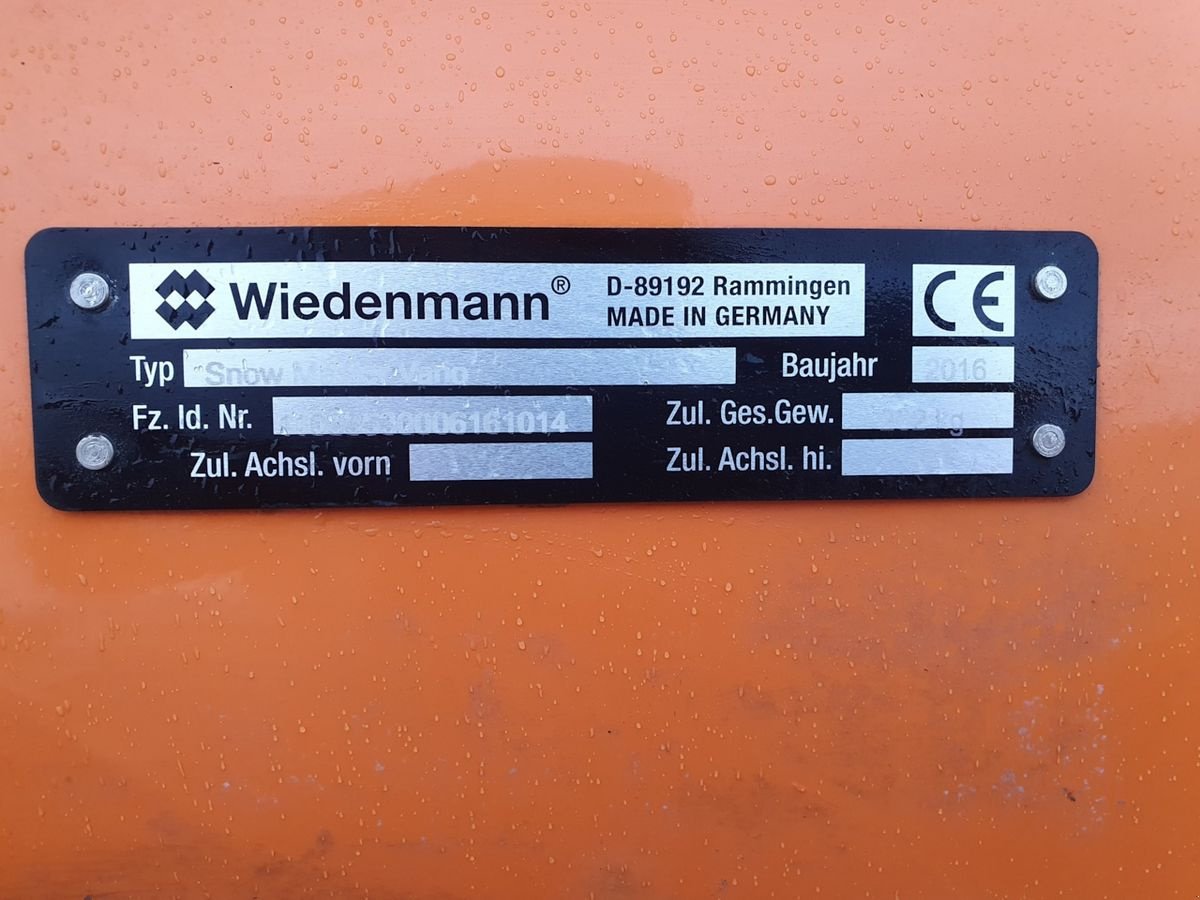 Wiedenmann®
D-89192 Rammingen
MADE IN GERMANY
CE
Typ Snow
Baujahr 2016
Fz. Id. Nr.
Zul. Ges.Gew.
Zul. Achsl. vorn
Zul. Achsl. hi.